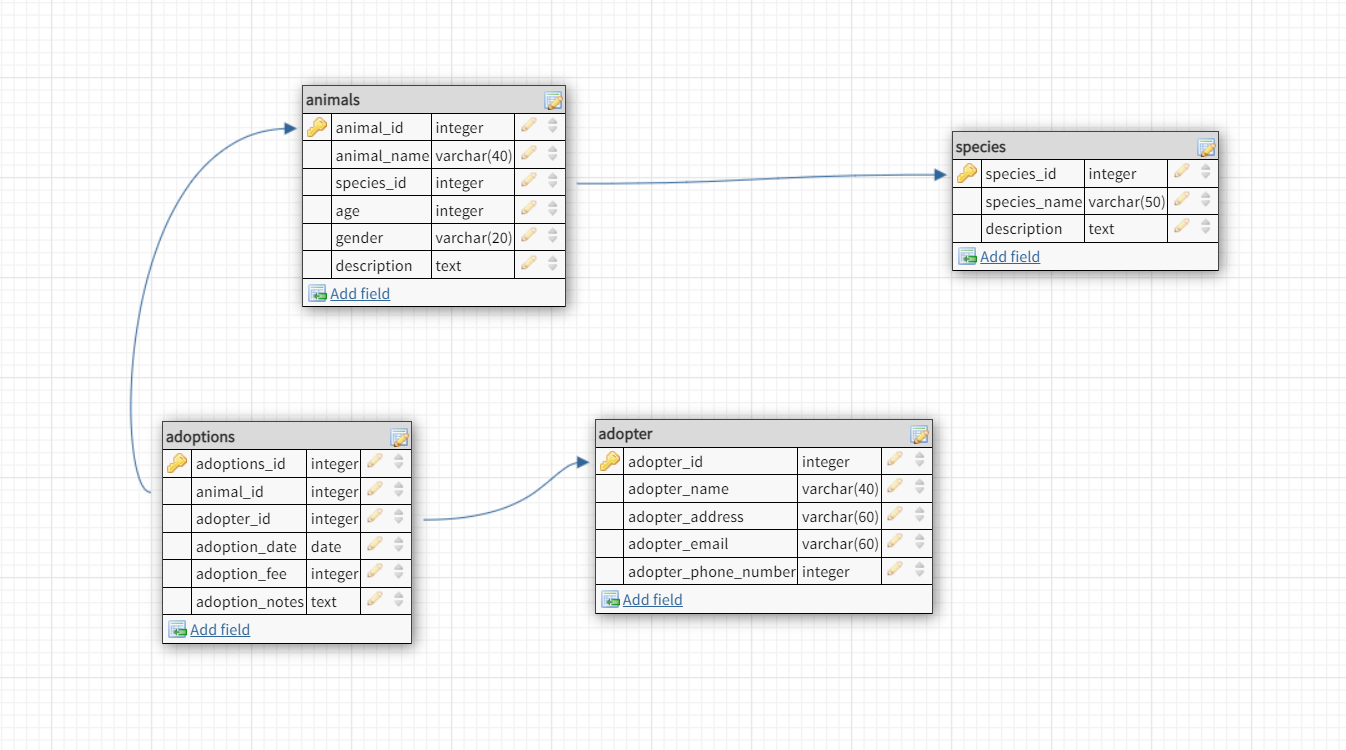 animals
animal_id integer
animal_name varchar(40)
species_id integer
age integer
gender varchar(20)
description text
Add field
species
species_id integer
species_name varchar(50)
description text
Add field
adoptions
adoptions_id integer
animal_id integer
adopter_id integer
adoption_date date
adoption_fee integer
adoption_notes text
Add field
adopter
adopter_id integer
adopter_name varchar(40)
adopter_address varchar(60)
adopter_email varchar(60)
adopter_phone_number integer
Add field